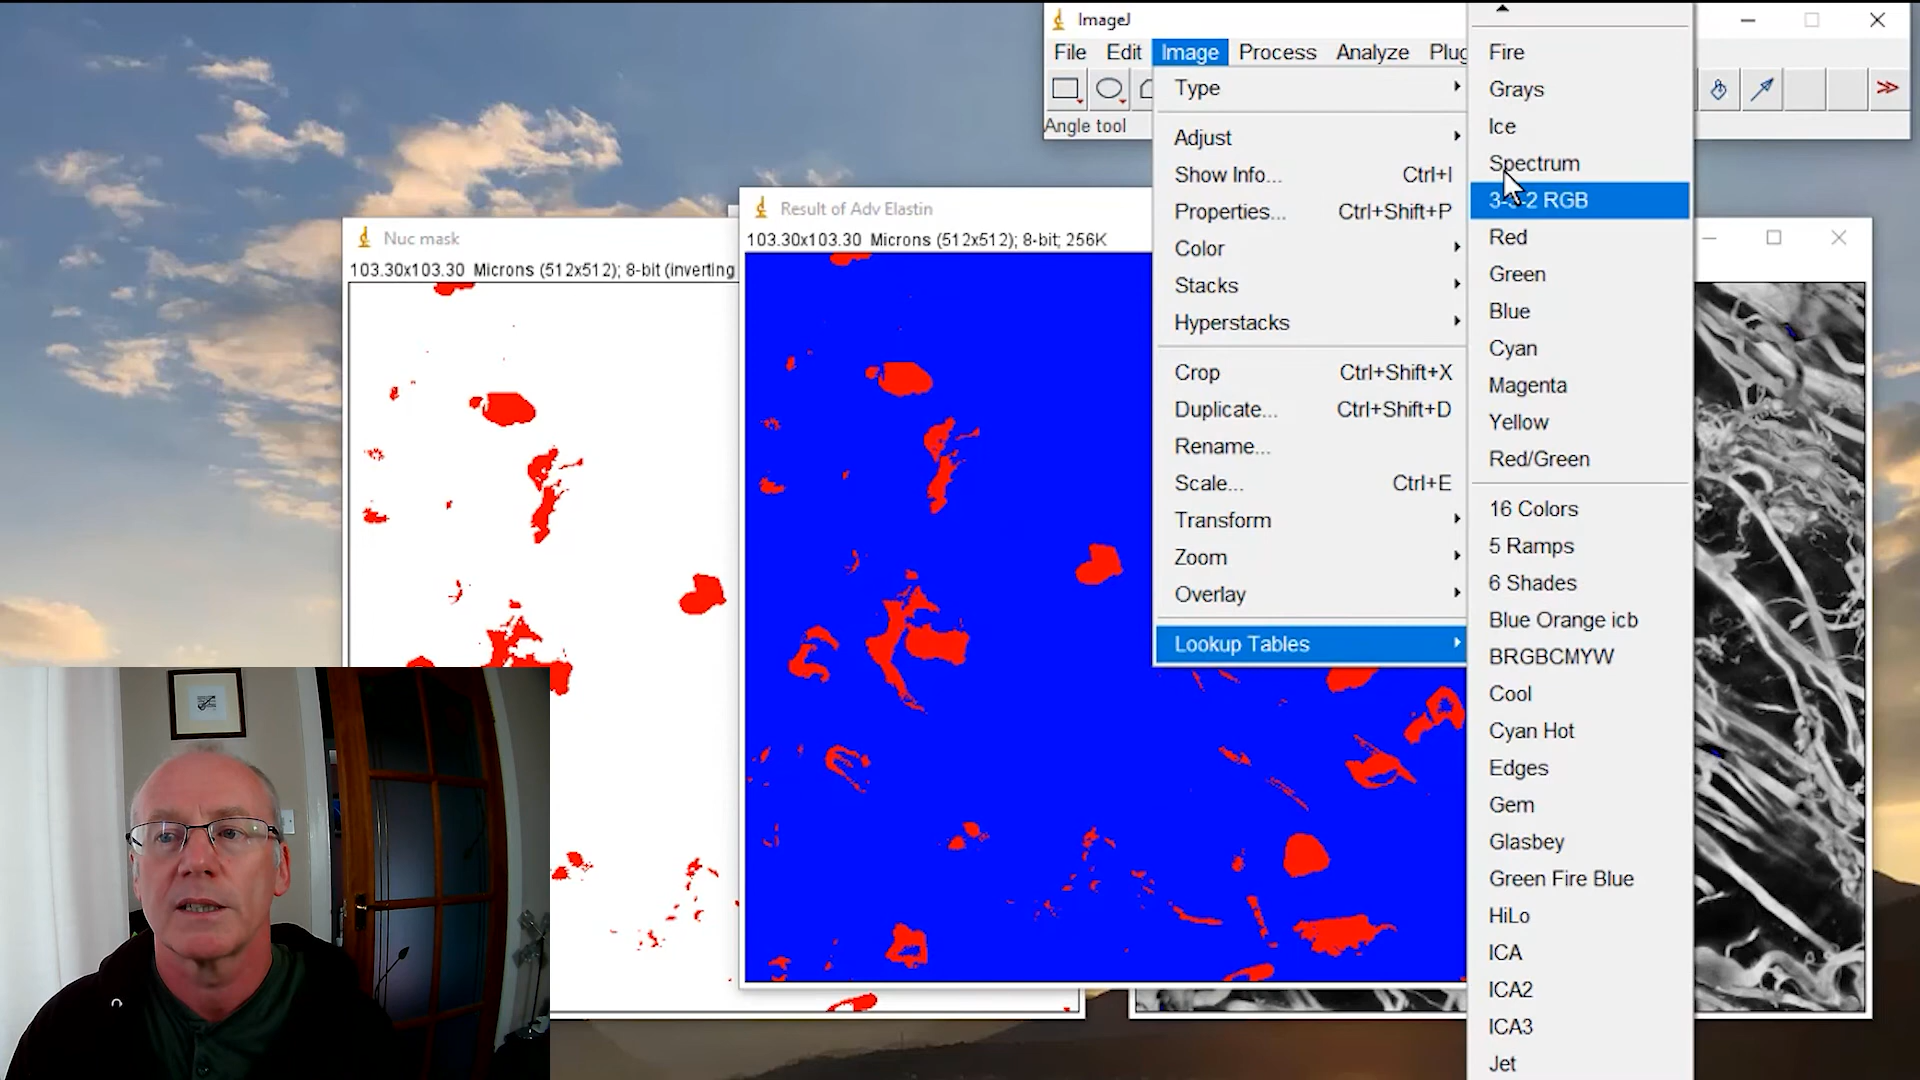 ImageJ
File Edit Image Process Analyze Plug
Angle tool
Type
Adjust
Show Info... Ctrl+I
Properties... Ctrl+Shift+P
Color
Stacks
Hyperstacks
Crop Ctrl+Shift+X
Duplicate... Ctrl+Shift+D
Rename...
Scale... Ctrl+E
Transform
Zoom
Overlay
Lookup Tables
Fire
Grays
Ice
Spectrum
3-3-2 RGB
Red
Green
Blue
Cyan
Magenta
Yellow
Red/Green
16 Colors
5 Ramps
6 Shades
Blue Orange icb
BRGBCMYW
Cool
Cyan Hot
Edges
Gem
Glasbey
Green Fire Blue
HiLo
ICA
ICA2
ICA3
Jet
Result of Adv Elastin
103.30x103.30 Microns (512x512); 8-bit; 256K
Nuc mask
103.30x103.30 Microns (512x512); 8-bit (inverting